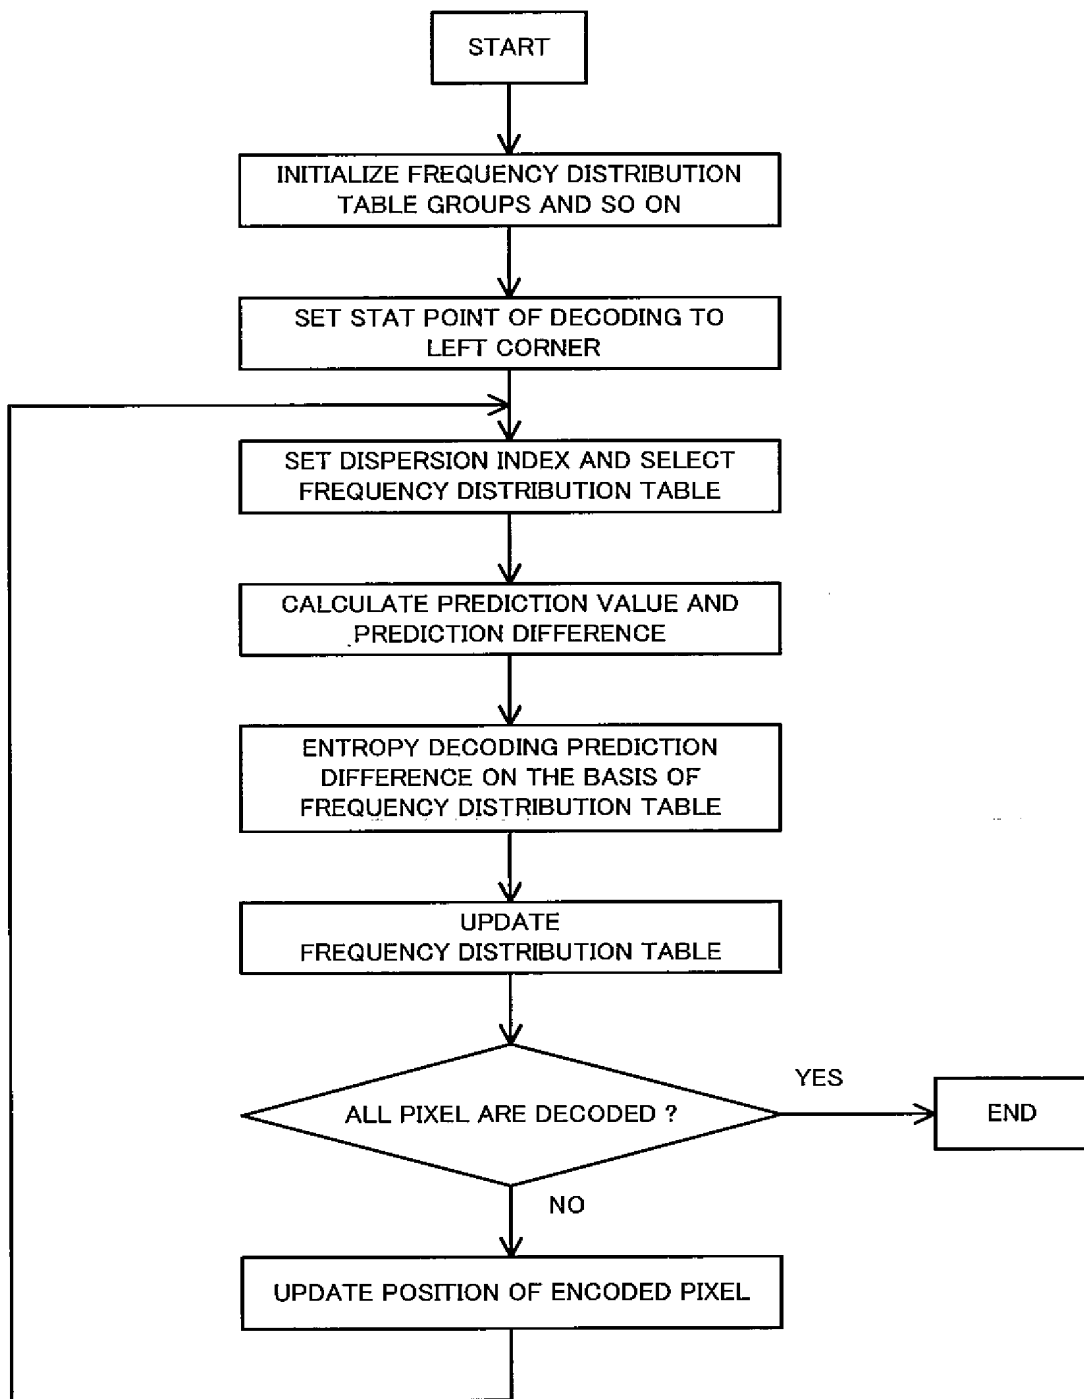 START
INITIALIZE FREQUENCY DISTRIBUTION
TABLE GROUPS AND SO ON
SET STAT POINT OF DECODING TO
LEFT CORNER
SET DISPERSION INDEX AND SELECT
FREQUENCY DISTRIBUTION TABLE
CALCULATE PREDICTION VALUE AND
PREDICTION DIFFERENCE
ENTROPY DECODING PREDICTION
DIFFERENCE ON THE BASIS OF
FREQUENCY DISTRIBUTION TABLE
UPDATE
FREQUENCY DISTRIBUTION TABLE
ALL PIXEL ARE DECODED ?
YES
END
NO
UPDATE POSITION OF ENCODED PIXEL